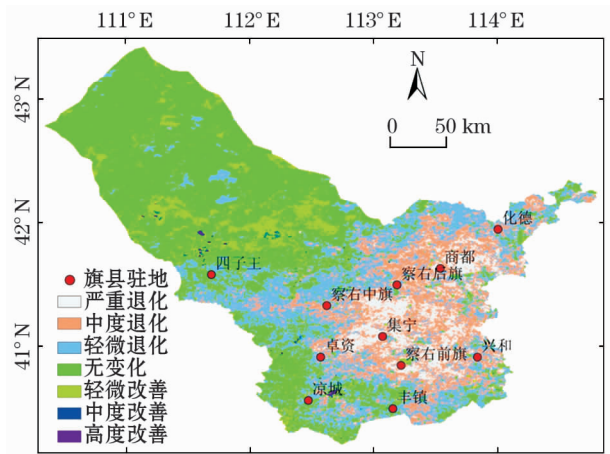 111°E 112°E 113°E 114°E
43°N
42°N
41°N
N
0 50 km
化德
商都
四子王
察右后旗
察右中旗
集宁
卓资
察右前旗
兴和
凉城
丰镇
旗县驻地
严重退化
中度退化
轻微退化
无变化
轻微改善
中度改善
高度改善